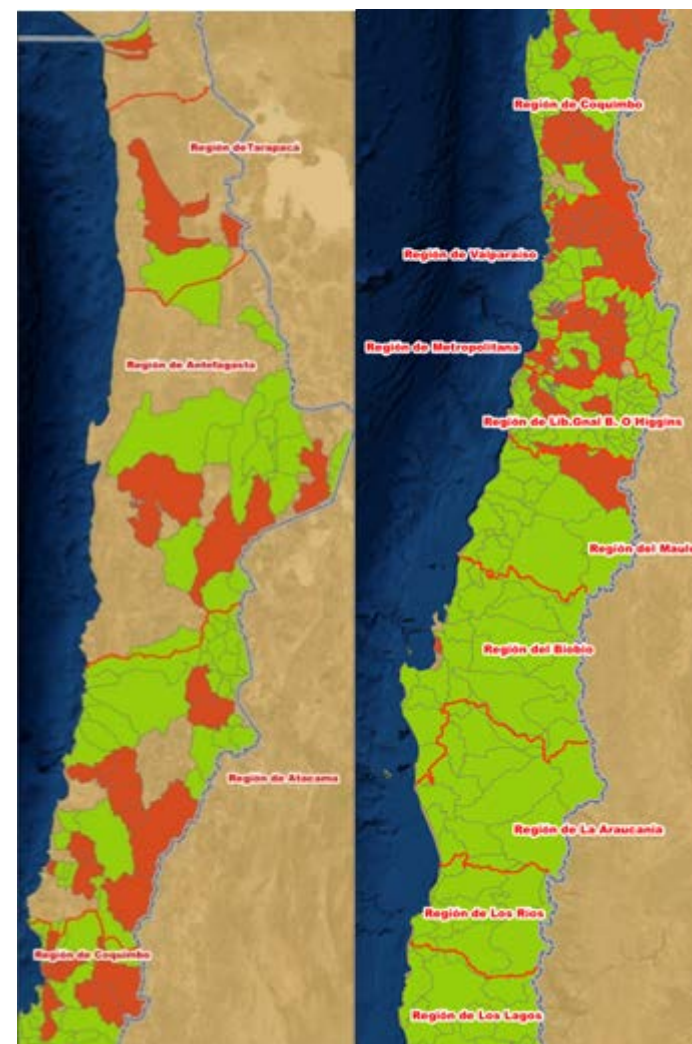 Región deTarapacá
Región de Antofagasta
Región de Atacama
Región de Coquimbo
Región de Coquimbo
Región de Valparaíso
Región de Metropolitana
Región de Lib.Gnal B. O Higgins
Región del Maule
Región del Biobío
Región de La Araucanía
Región de Los Ríos
Región de Los Lagos